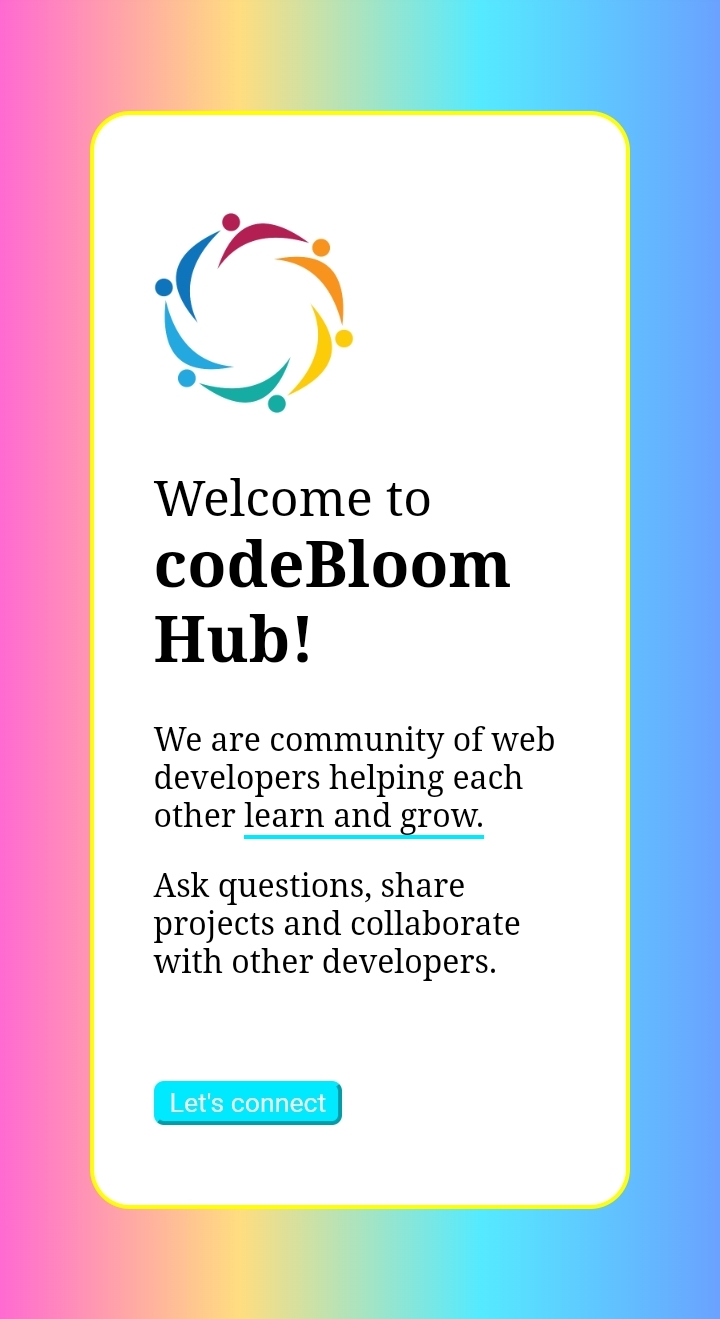 Welcome to
codeBloom
Hub!
We are community of web
developers helping each
other learn and grow.
Ask questions, share
projects and collaborate
with other developers.
Let's connect